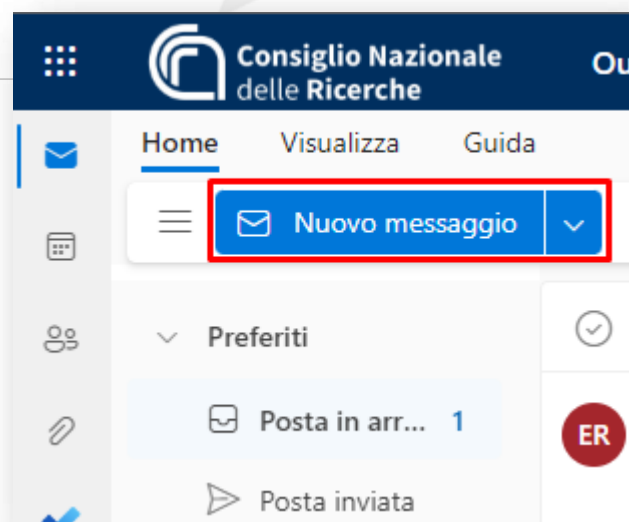 Consiglio Nazionale
delle Ricerche
Ou
Home Visualizza Guida
Nuovo messaggio
Preferiti
Posta in arr... 1
ER
Posta inviata